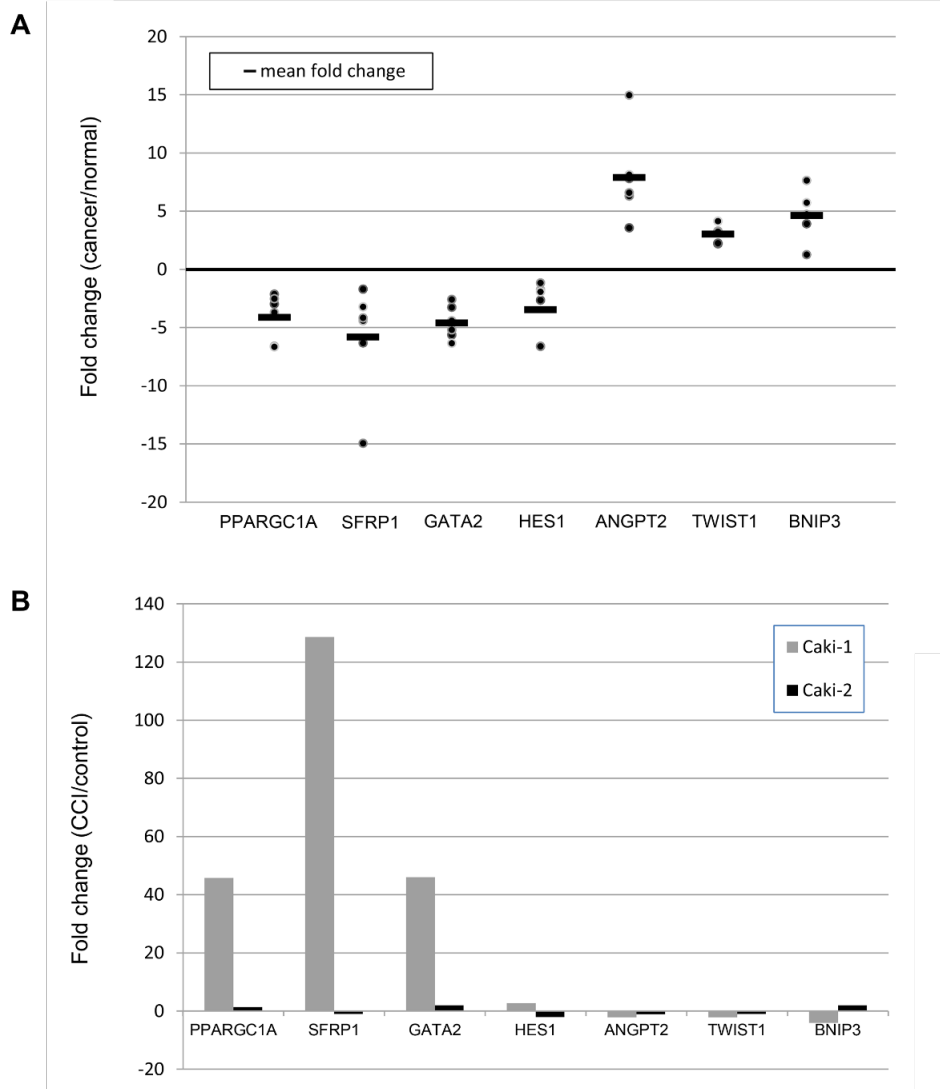 A
20
mean fold change
15
10
5
0
-5
-10
-15
-20
Fold change (cancer/normal)
PPARGC1A SFRP1 GATA2 HES1 ANGPT2 TWIST1 BNIP3
B
140
Caki-1
120
Caki-2
100
80
60
40
20
0
-20
Fold change (CCI/control)
PPARGC1A SFRP1 GATA2 HES1 ANGPT2 TWIST1 BNIP3